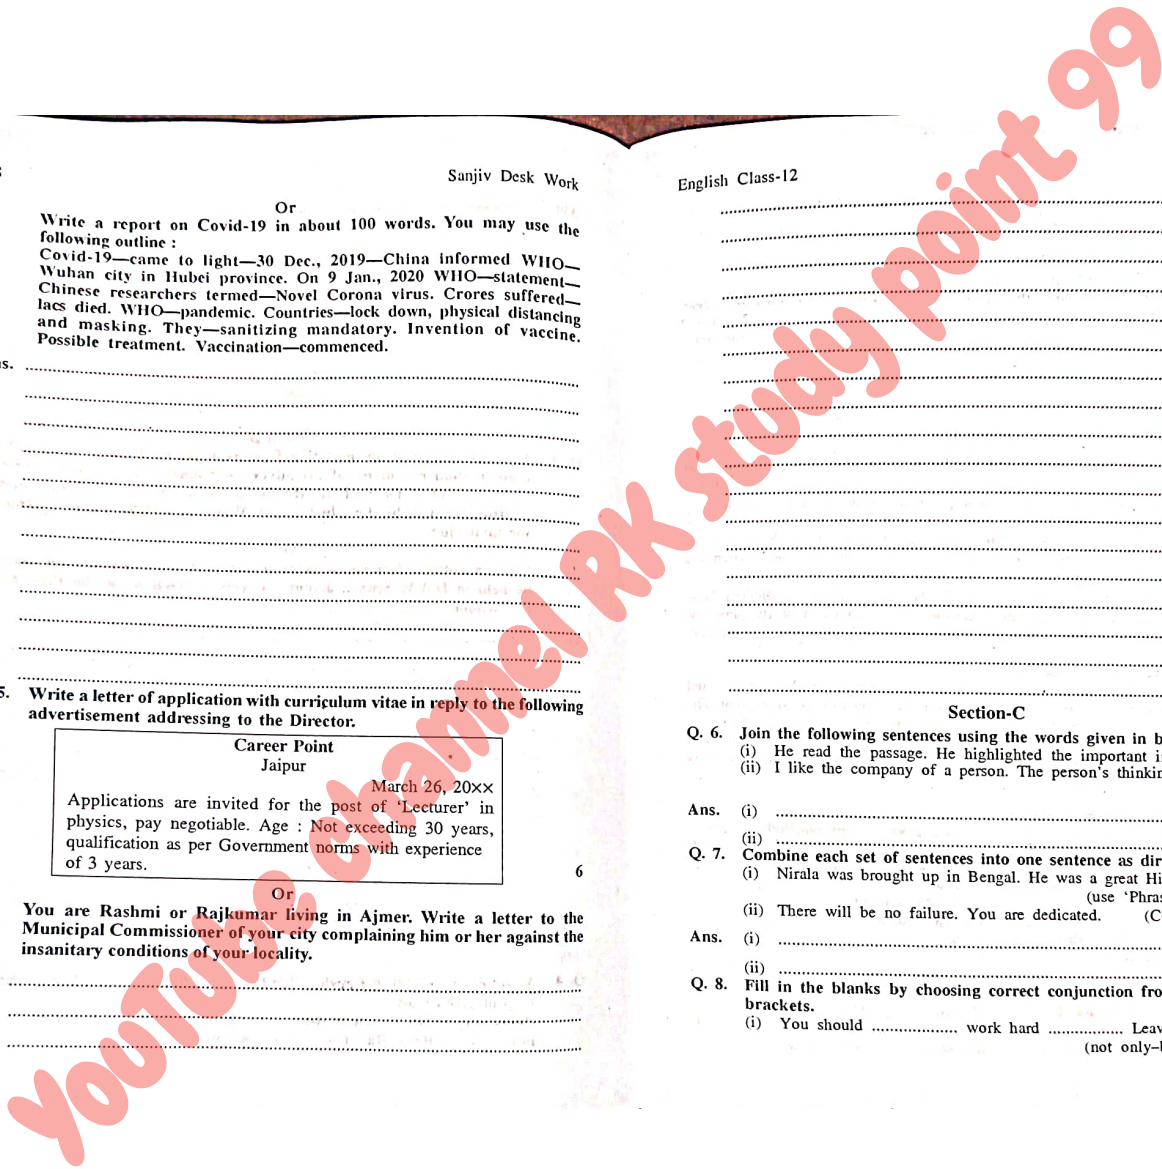 Sanjiv Desk Work
Or
Write a report on Covid-19 in about 100 words. You may use the
following outline :
Covid-19—came to light—30 Dec., 2019—China informed WHO—
Wuhan city in Hubei province. On 9 Jan., 2020 WHO—statement—
Chinese researchers termed—Novel Corona virus. Crores suffered—
lacs died. WHO—pandemic. Countries—lock down, physical distancing
and masking. They—sanitizing mandatory. Invention of vaccine.
Possible treatment. Vaccination—commenced.
s.
5. Write a letter of application with curriculum vitae in reply to the following
advertisement addressing to the Director.
Career Point
Jaipur
March 26, 20××
Applications are invited for the post of 'Lecturer' in
physics, pay negotiable. Age : Not exceeding 30 years,
qualification as per Government norms with experience
of 3 years.
6
Or
You are Rashmi or Rajkumar living in Ajmer. Write a letter to the
Municipal Commissioner of your city complaining him or her against the
insanitary conditions of your locality.
English Class-12
Section-C
Q. 6. Join the following sentences using the words given in b
(i) He read the passage. He highlighted the important i
(ii) I like the company of a person. The person's thinkin
Ans. (i)
(ii)
Q. 7. Combine each set of sentences into one sentence as dir
(i) Nirala was brought up in Bengal. He was a great Hi
(use 'Phras
(ii) There will be no failure. You are dedicated. (C
Ans. (i)
(ii)
Q. 8. Fill in the blanks by choosing correct conjunction fro
brackets.
(i) You should .................. work hard ................ Leav
(not only–b
YouTube channel RK study point 99